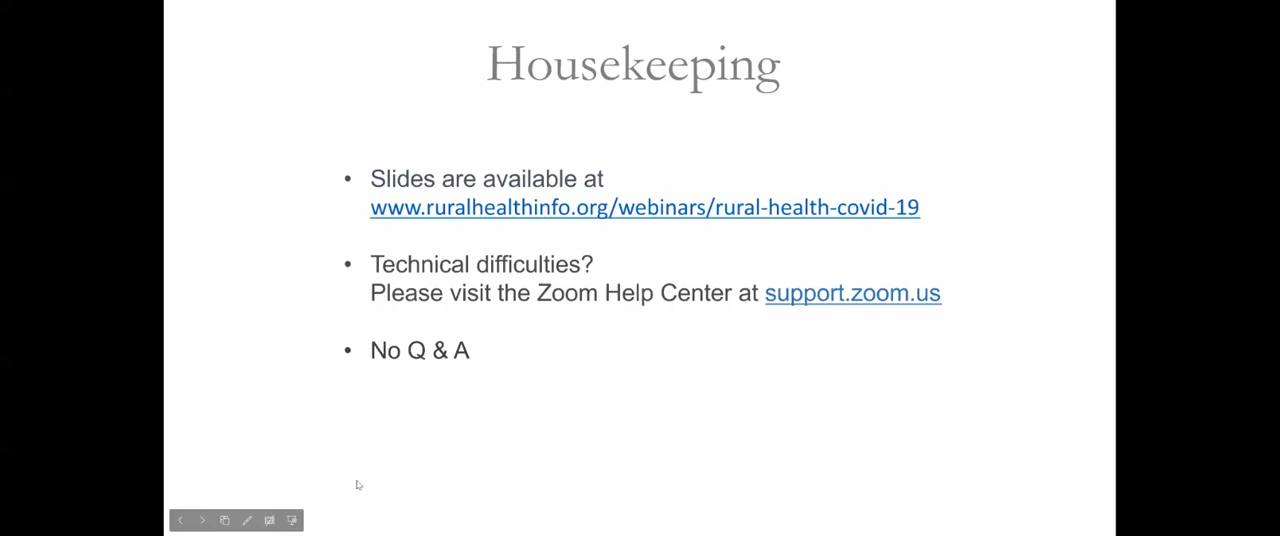 Housekeeping
• Slides are available at
www.ruralhealthinfo.org/webinars/rural-health-covid-19
• Technical difficulties?
Please visit the Zoom Help Center at support.zoom.us
• No Q & A